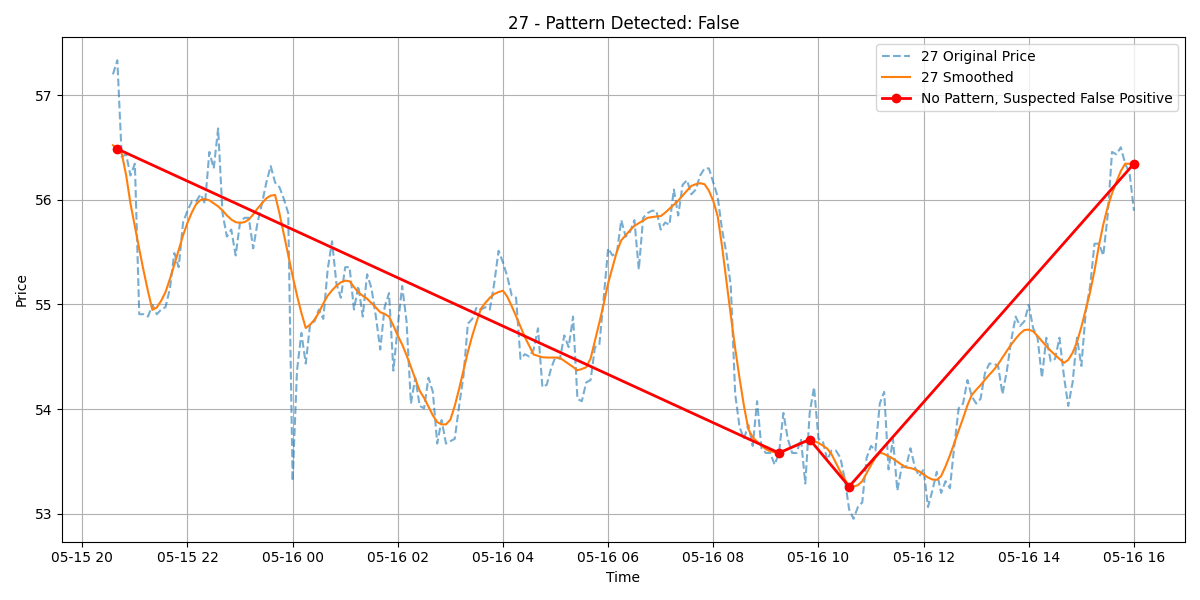 27 - Pattern Detected: False
27 Original Price
27 Smoothed
No Pattern, Suspected False Positive
Price
57
56
55
54
53
05-15 20 05-15 22 05-16 00 05-16 02 05-16 04 05-16 06 05-16 08 05-16 10 05-16 12 05-16 14 05-16 16
Time